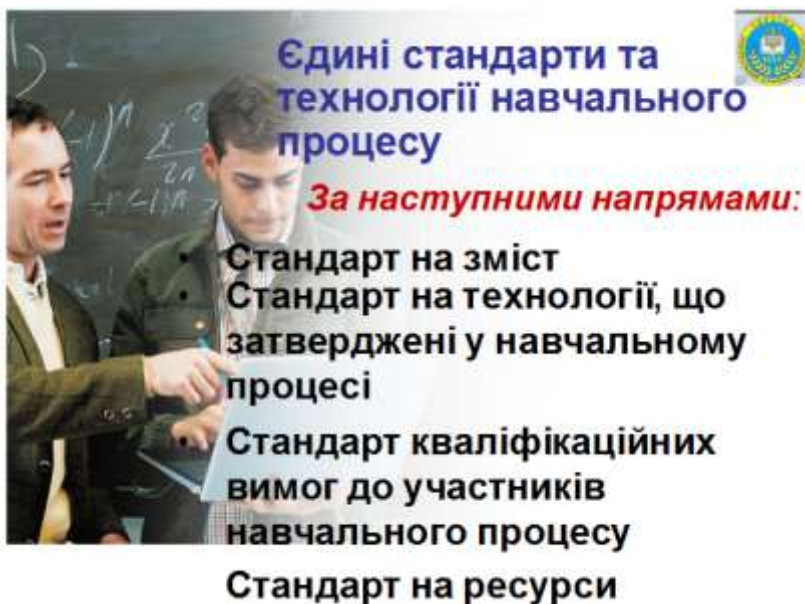 Єдині стандарти та
технології навчального
процесу
За наступними напрямами:
• Стандарт на зміст
• Стандарт на технології, що
затверджені у навчальному
процесі
• Стандарт кваліфікаційних
вимог до участників
навчального процесу
Стандарт на ресурси